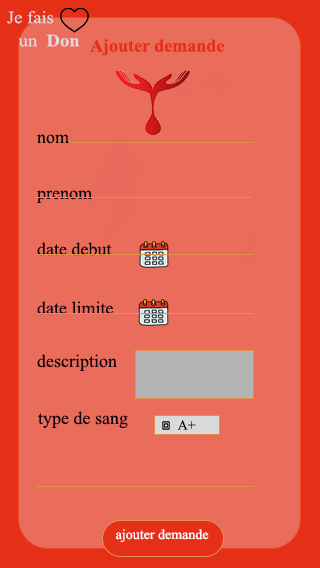 Je fais
un Don
Ajouter demande
nom
prenom
date debut
date limite
description
type de sang
A+
ajouter demande